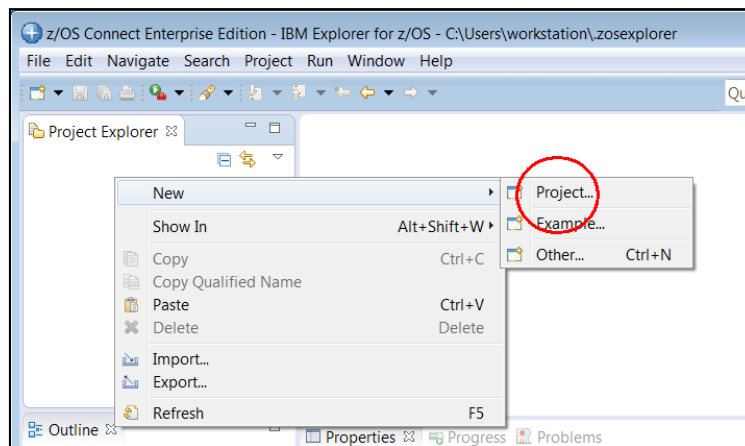 z/OS Connect Enterprise Edition - IBM Explorer for z/OS - C:\Users\workstation\.zosexplorer
File Edit Navigate Search Project Run Window Help
Qu
Project Explorer
New
Project...
Show In Alt+Shift+W
Example...
Copy Ctrl+C
Other... Ctrl+N
Copy Qualified Name
Paste Ctrl+V
Delete Delete
Import...
Export...
Refresh F5
Outline
Properties Progress Problems